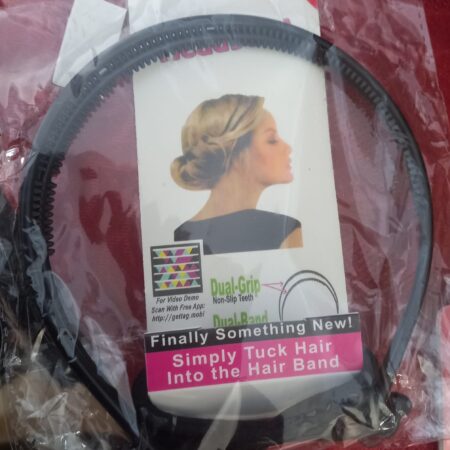 For Video Demo
Scan With Free App:
http://gettag.mobi
Dual-Grip
Non-Slip Teeth
Dual-Band
Finally Something New!
Simply Tuck Hair
Into the Hair Band